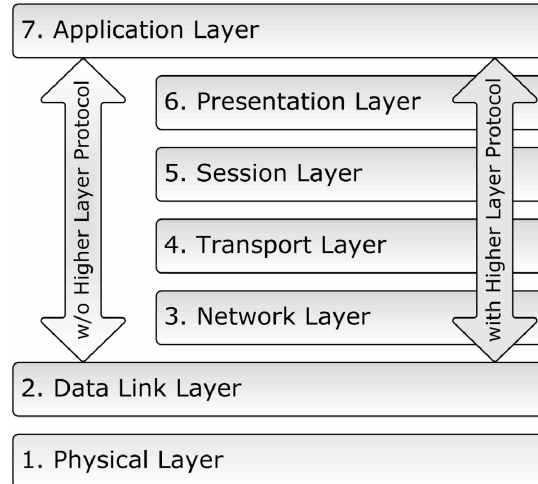 7. Application Layer
6. Presentation Layer
5. Session Layer
4. Transport Layer
3. Network Layer
2. Data Link Layer
1. Physical Layer
w/o Higher Layer Protocol
with Higher Layer Protocol